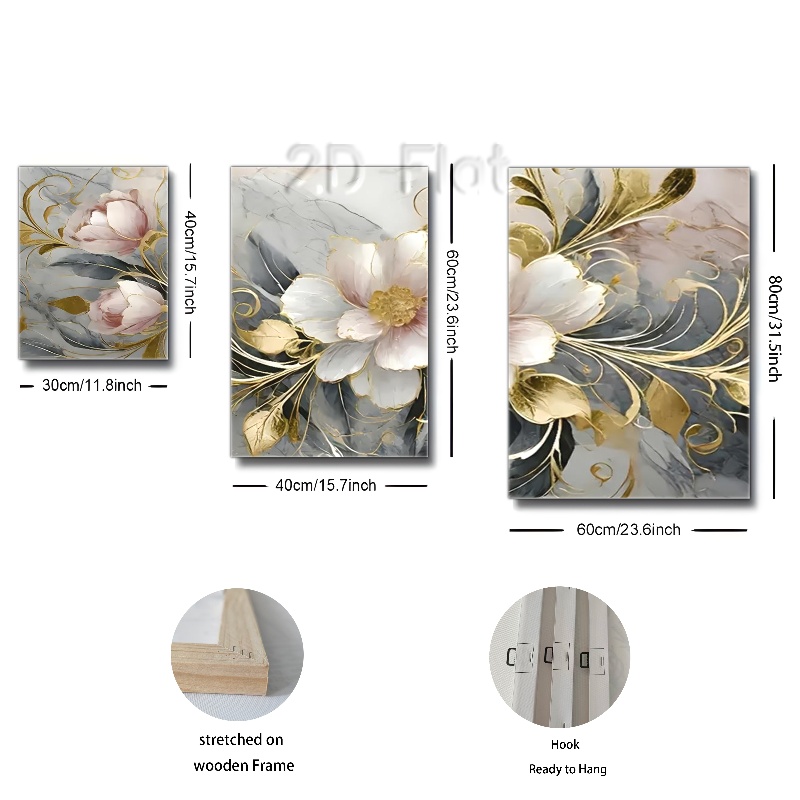 2D Flat
40cm/15.7inch
30cm/11.8inch
60cm/23.6inch
40cm/15.7inch
80cm/31.5inch
60cm/23.6inch
stretched on
wooden Frame
Hook
Ready to Hang